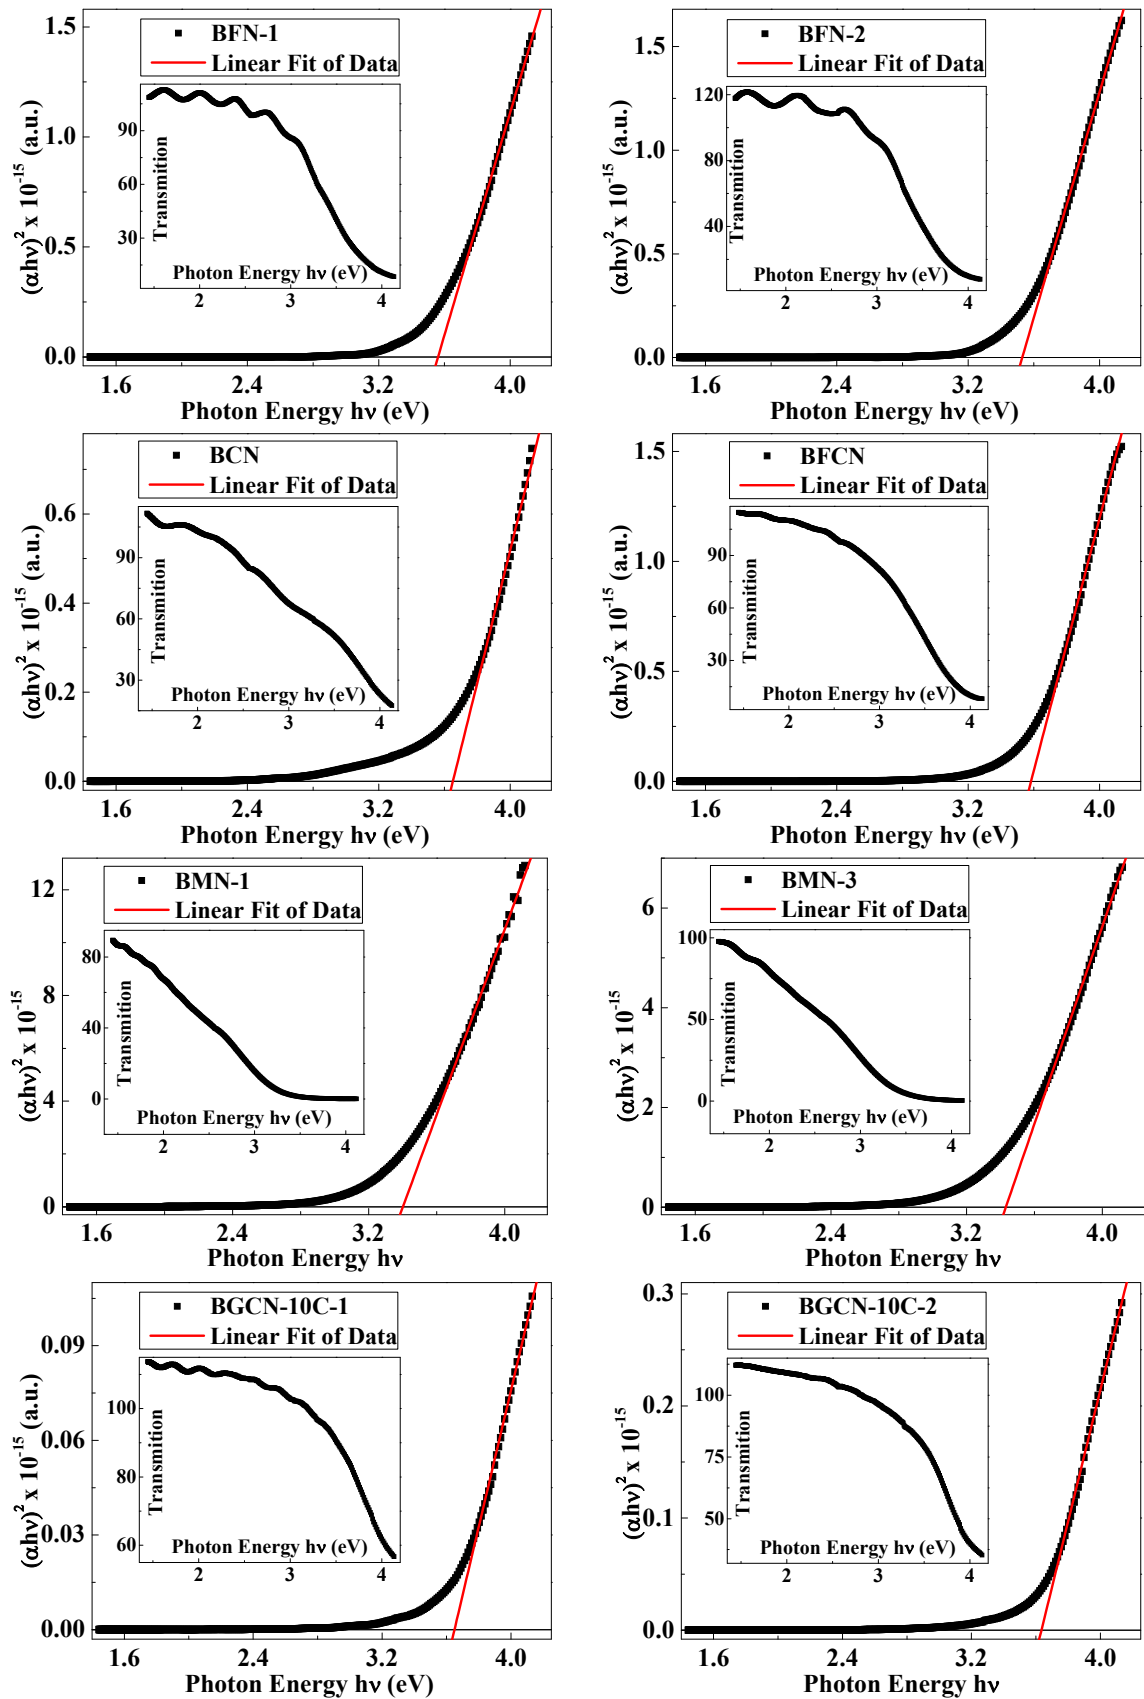 BFN-1
Linear Fit of Data
1.5
1.0
0.5
0.0
(αhν)² x 10⁻¹⁵ (a.u.)
90
60
30
Transmition
Photon Energy hν (eV)
2 3 4
1.6 2.4 3.2 4.0
Photon Energy hν (eV)
BFN-2
Linear Fit of Data
1.5
1.0
0.5
0.0
(αhν)² x 10⁻¹⁵ (a.u.)
120
80
40
Transmition
Photon Energy hν (eV)
2 3 4
1.6 2.4 3.2 4.0
Photon Energy hν (eV)
BCN
Linear Fit of Data
0.6
0.4
0.2
0.0
(αhν)² x 10⁻¹⁵ (a.u.)
90
60
30
Transmition
Photon Energy hν (eV)
2 3 4
1.6 2.4 3.2 4.0
Photon Energy hν (eV)
BFCN
Linear Fit of Data
1.5
1.0
0.5
0.0
(αhν)² x 10⁻¹⁵ (a.u.)
90
60
30
Transmition
Photon Energy hν (eV)
2 3 4
1.6 2.4 3.2 4.0
Photon Energy hν (eV)
BMN-1
Linear Fit of Data
12
8
4
0
(αhν)² x 10⁻¹⁵
80
40
0
Transmition
Photon Energy hν (eV)
2 3 4
1.6 2.4 3.2 4.0
Photon Energy hν
BMN-3
Linear Fit of Data
6
4
2
0
(αhν)² x 10⁻¹⁵
100
50
0
Transmition
Photon Energy hν (eV)
2 3 4
1.6 2.4 3.2 4.0
Photon Energy hν
BGCN-10C-1
Linear Fit of Data
0.09
0.06
0.03
0.00
(αhν)² x 10⁻¹⁵ (a.u.)
100
80
60
Transmition
Photon Energy hν (eV)
2 3 4
1.6 2.4 3.2 4.0
Photon Energy hν (eV)
BGCN-10C-2
Linear Fit of Data
0.3
0.2
0.1
0.0
(αhν)² x 10⁻¹⁵
100
75
50
Transmition
Photon Energy hν (eV)
2 3 4
1.6 2.4 3.2 4.0
Photon Energy hν